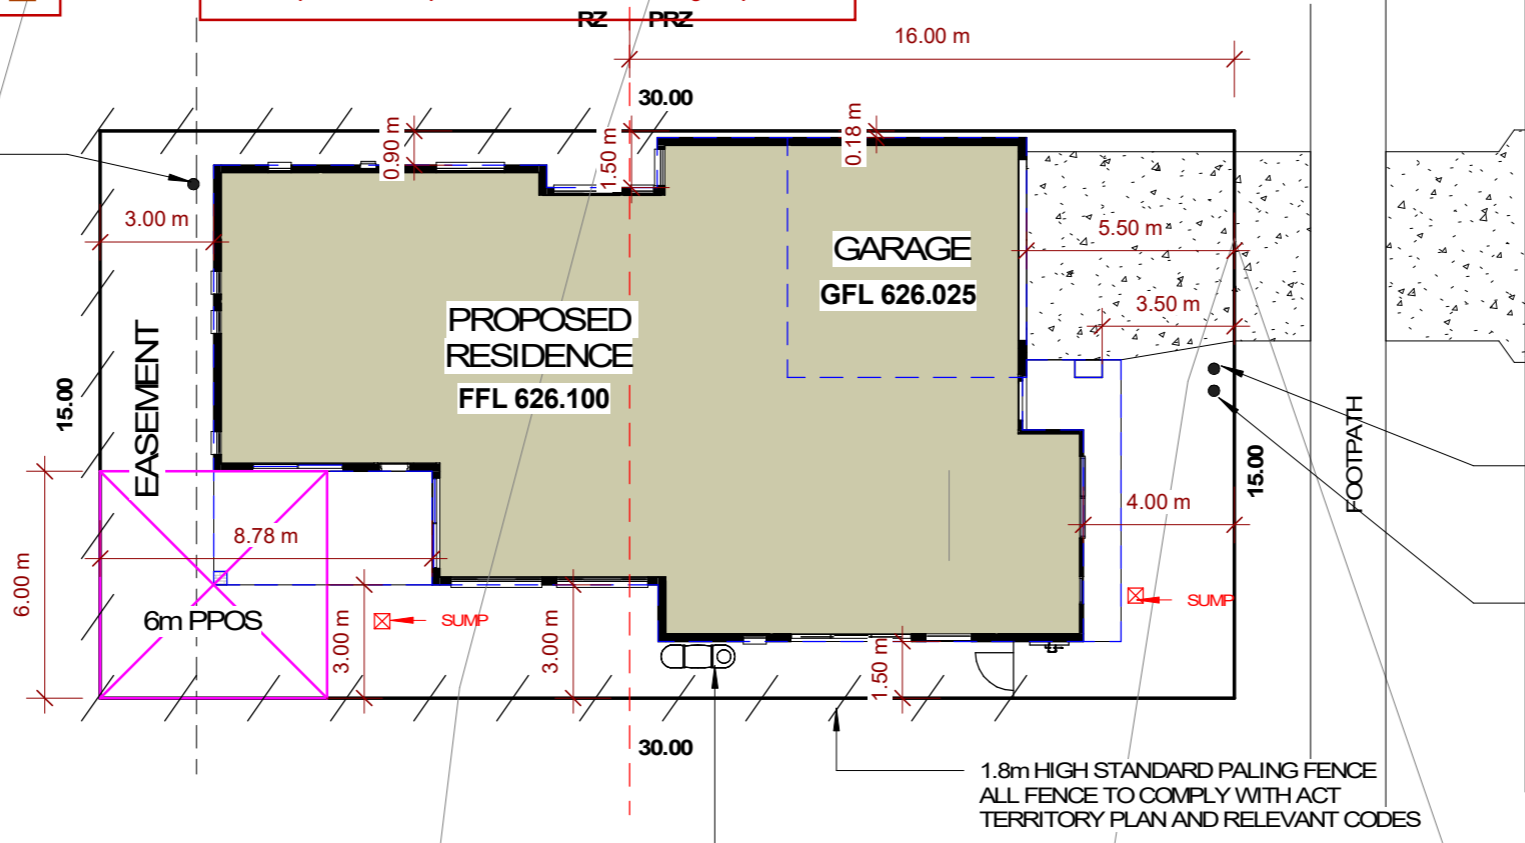 RZ PRZ
16.00 m
30.00
0.90 m
1.50 m
0.18 m
3.00 m
5.50 m
GARAGE
GFL 626.025
3.50 m
PROPOSED
RESIDENCE
FFL 626.100
EASEMENT
15.00
FOOTPATH
15.00
4.00 m
8.78 m
6.00 m
6m PPOS
SUMP
SUMP
3.00 m
3.00 m
1.50 m
30.00
1.8m HIGH STANDARD PALING FENCE
ALL FENCE TO COMPLY WITH ACT
TERRITORY PLAN AND RELEVANT CODES